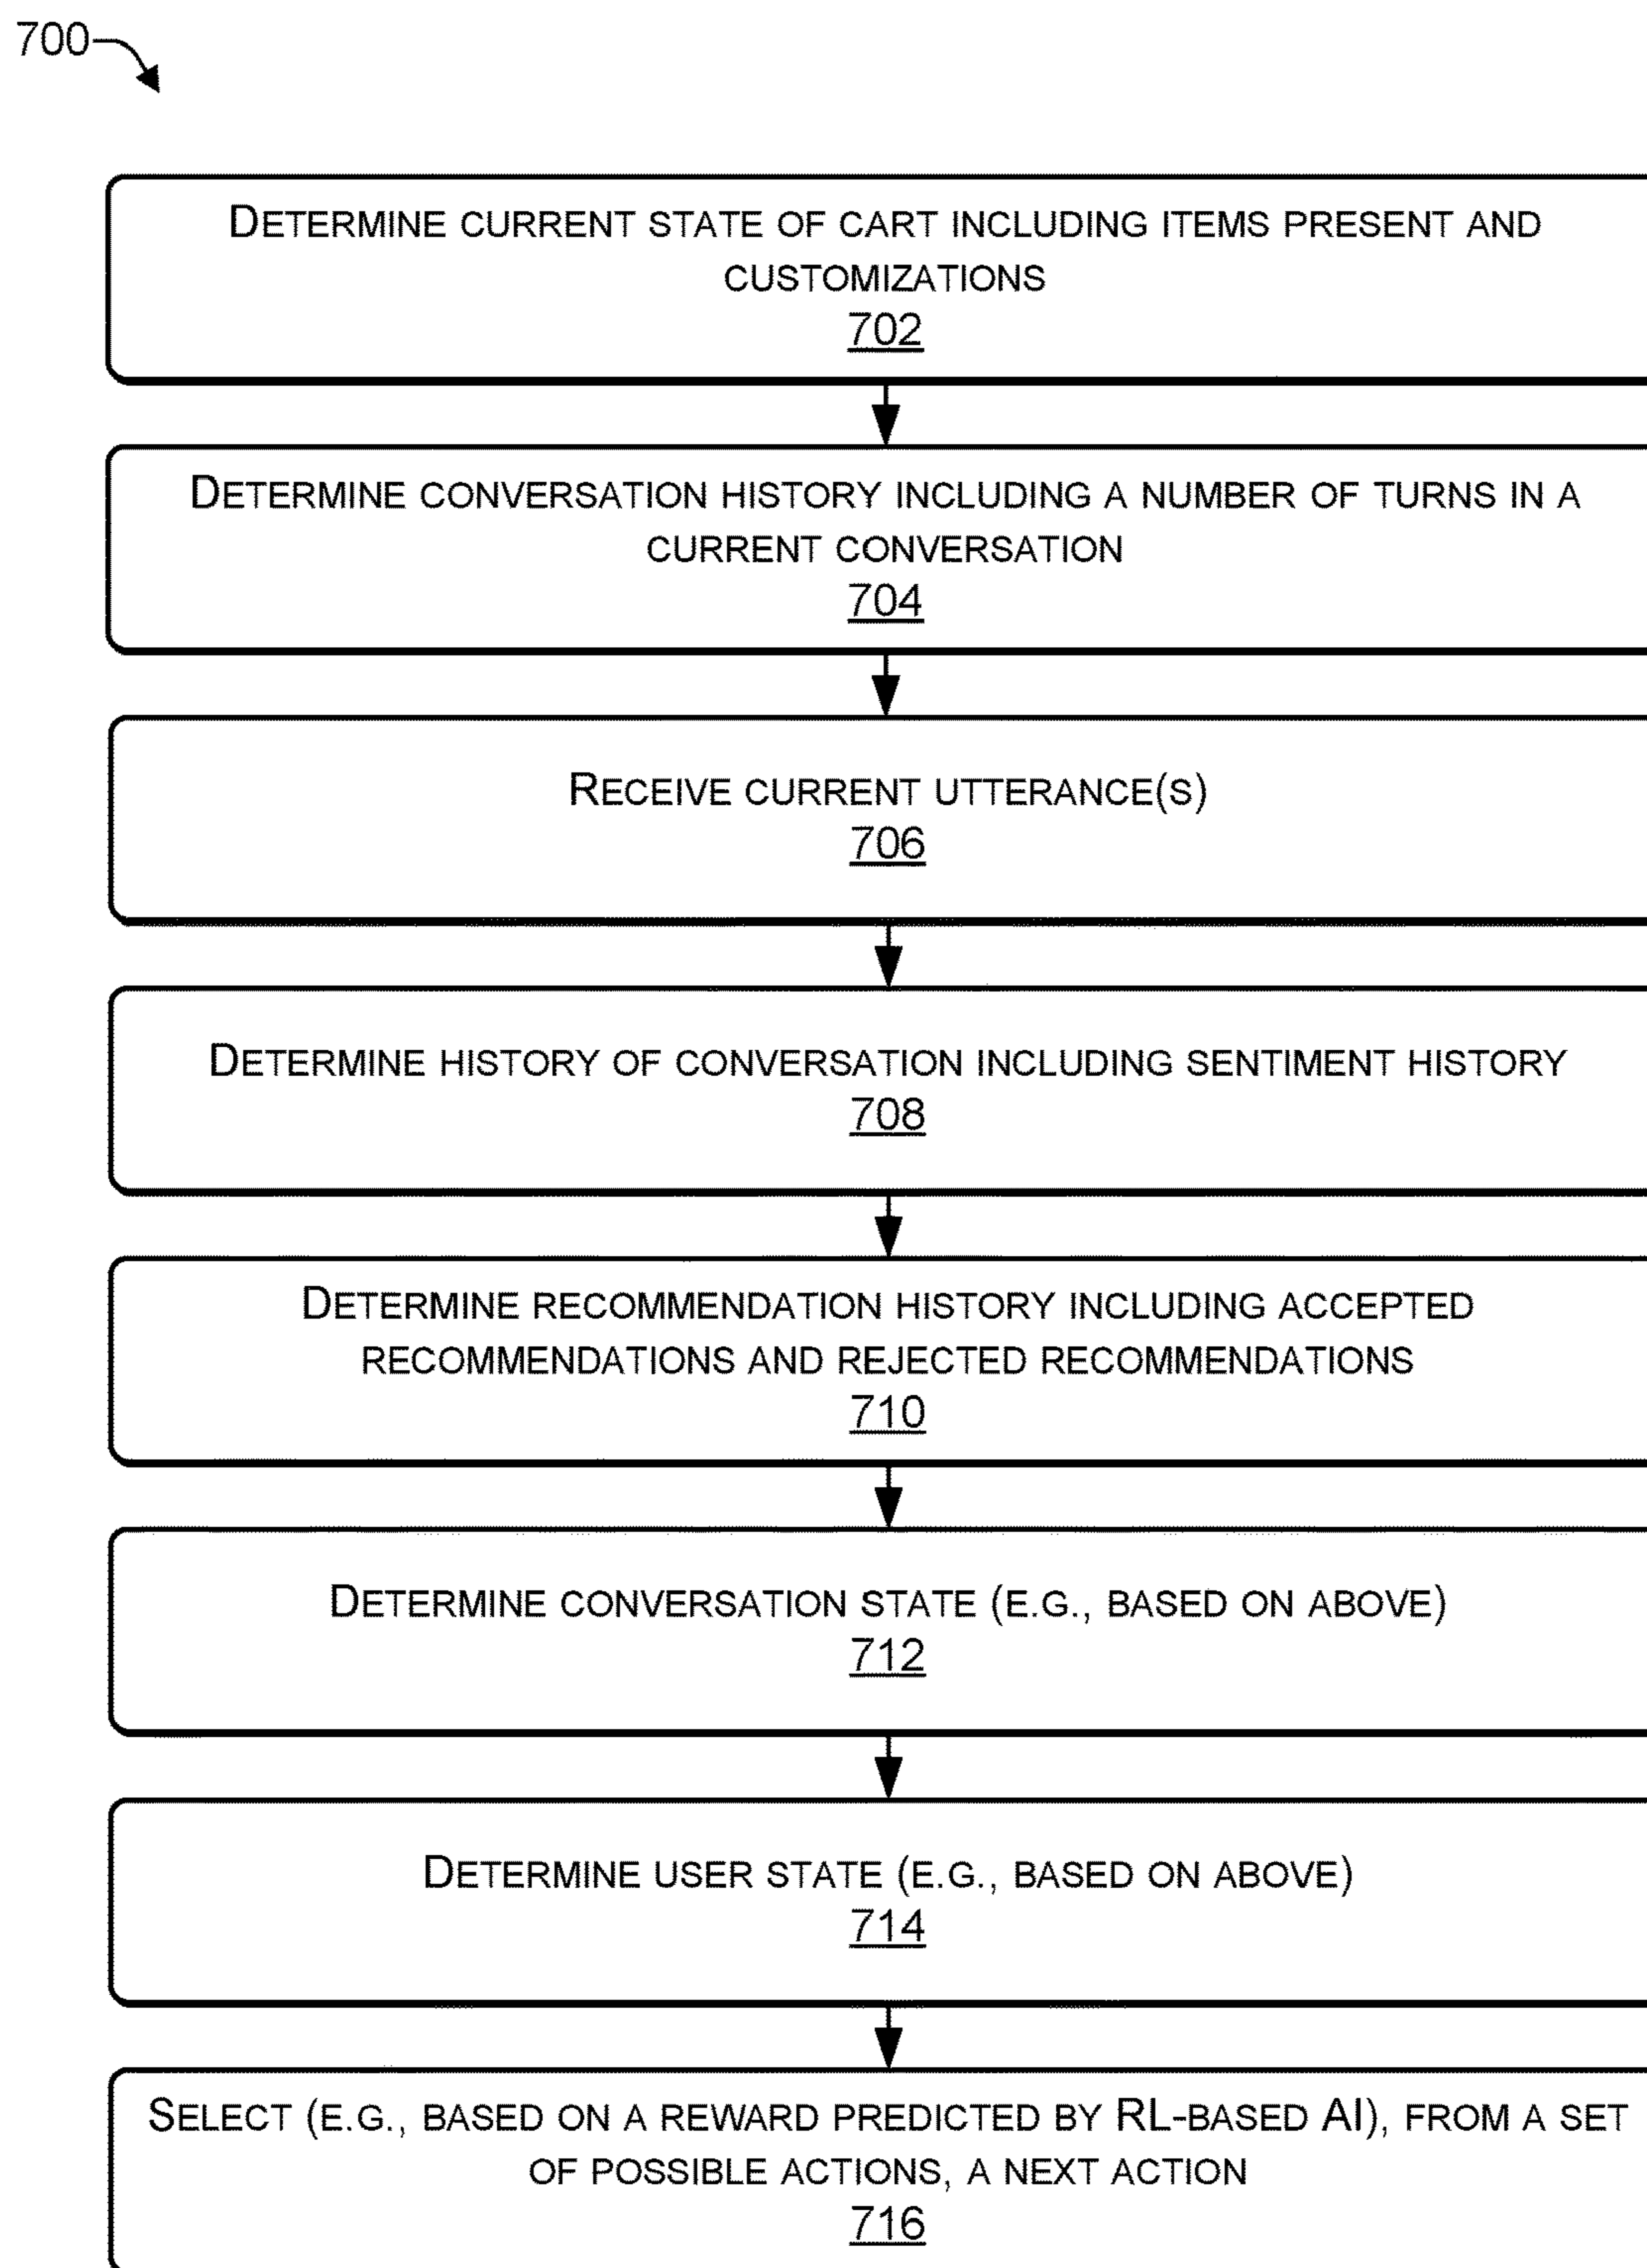 700
DETERMINE CURRENT STATE OF CART INCLUDING ITEMS PRESENT AND
CUSTOMIZATIONS
702
DETERMINE CONVERSATION HISTORY INCLUDING A NUMBER OF TURNS IN A
CURRENT CONVERSATION
704
RECEIVE CURRENT UTTERANCE(S)
706
DETERMINE HISTORY OF CONVERSATION INCLUDING SENTIMENT HISTORY
708
DETERMINE RECOMMENDATION HISTORY INCLUDING ACCEPTED
RECOMMENDATIONS AND REJECTED RECOMMENDATIONS
710
DETERMINE CONVERSATION STATE (E.G., BASED ON ABOVE)
712
DETERMINE USER STATE (E.G., BASED ON ABOVE)
714
SELECT (E.G., BASED ON A REWARD PREDICTED BY RL-BASED AI), FROM A SET
OF POSSIBLE ACTIONS, A NEXT ACTION
716